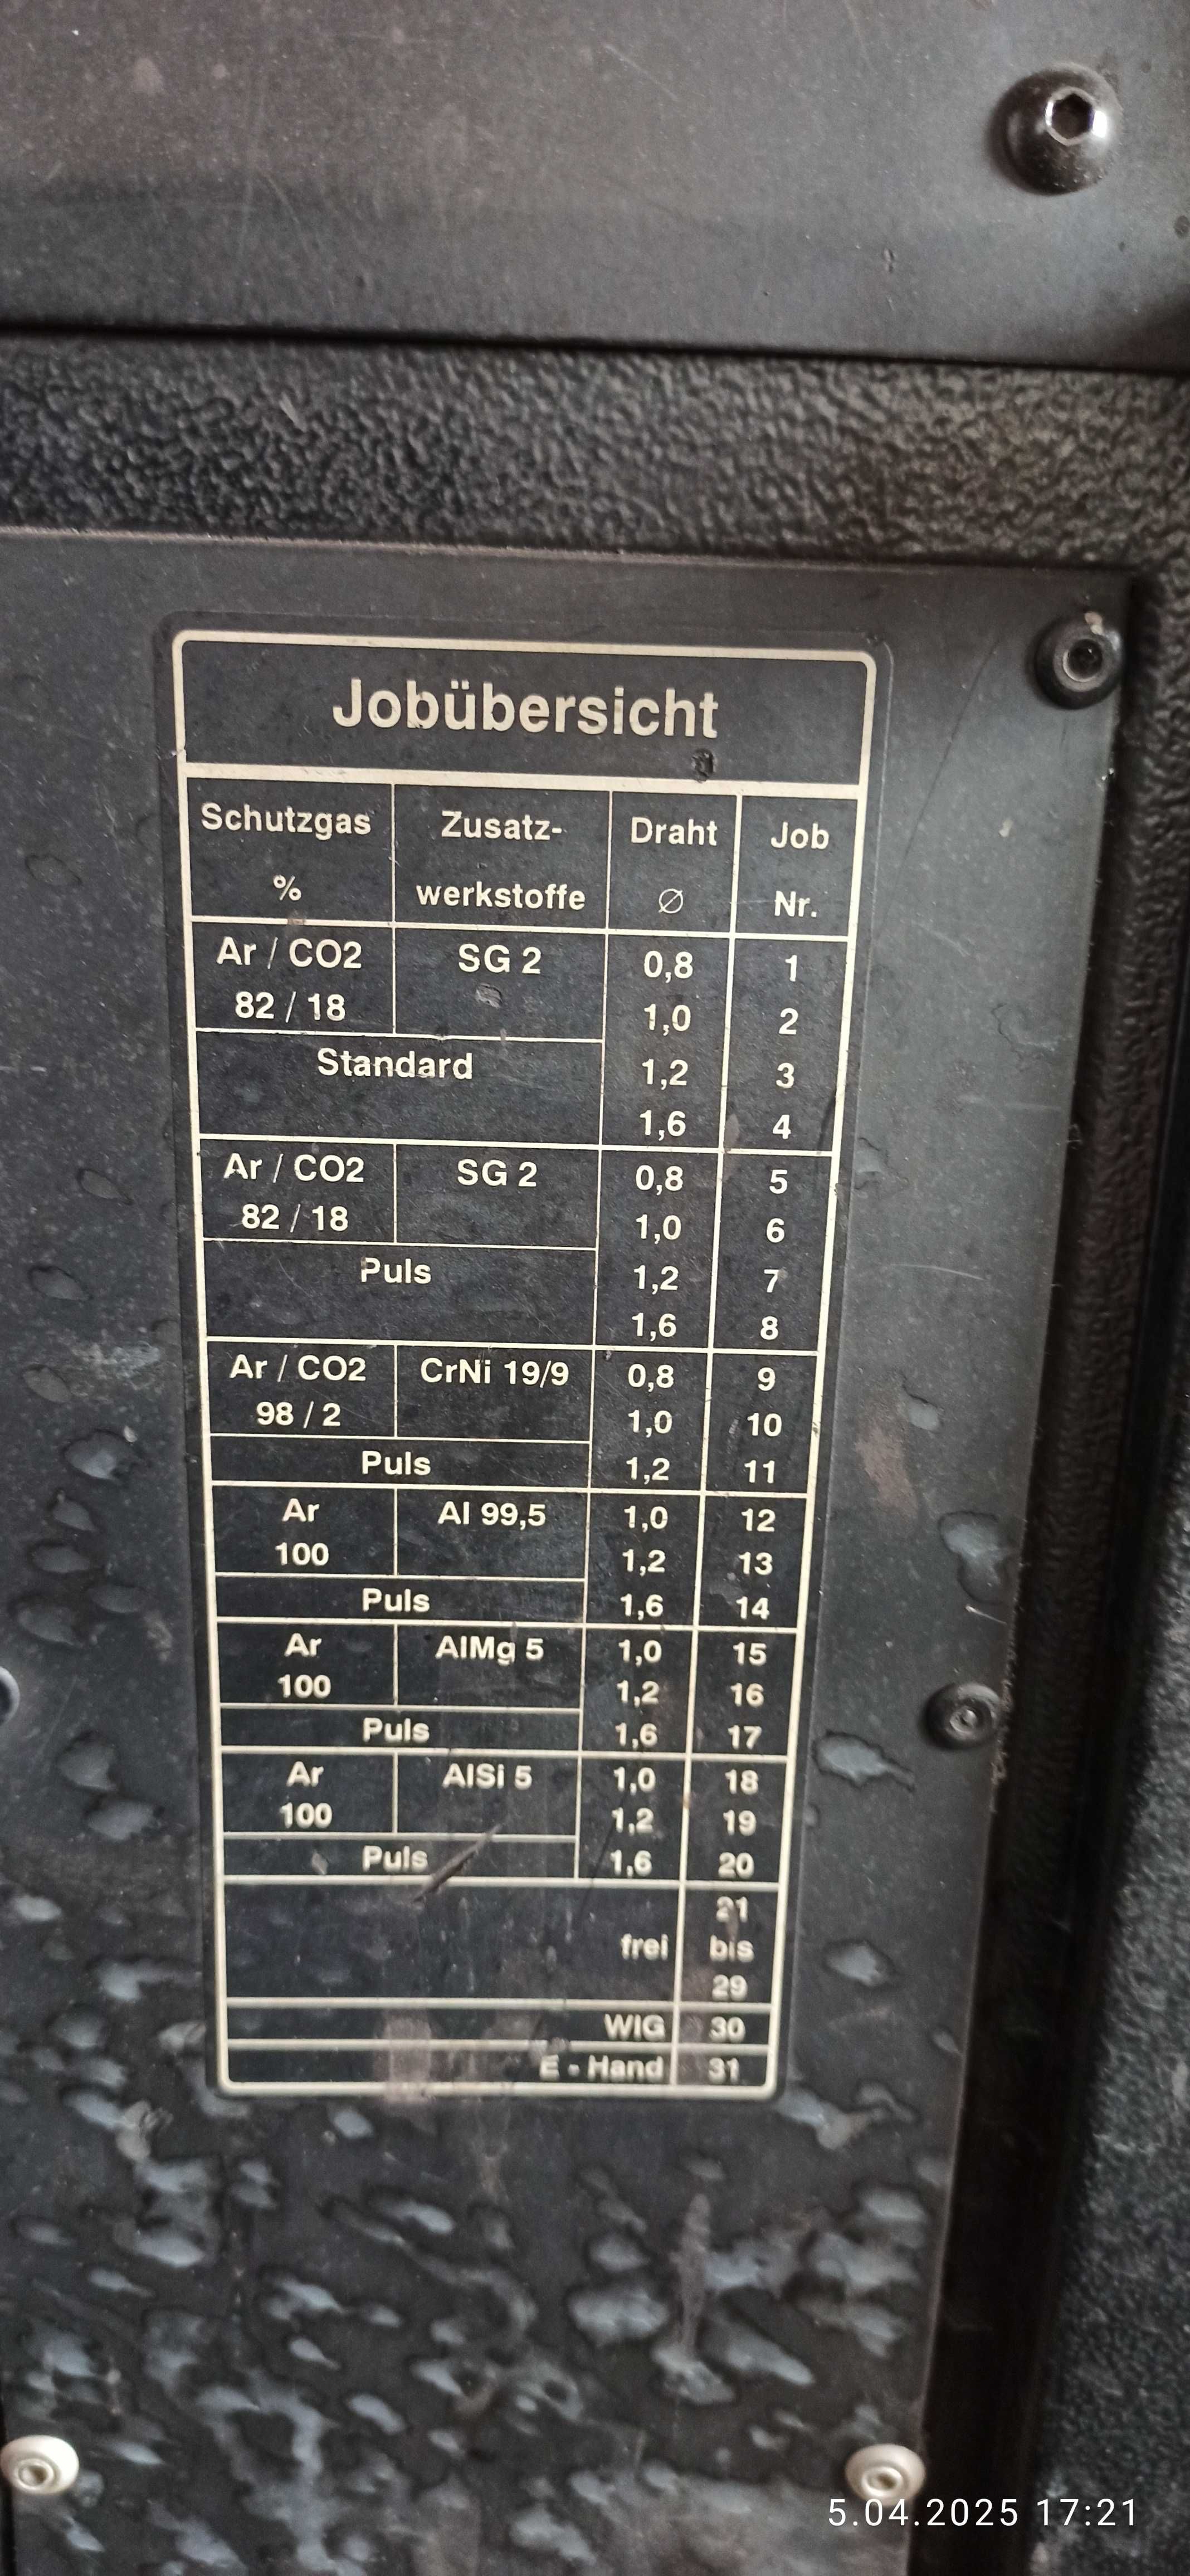 Jobübersicht
Schutzgas Zusatz- Draht Job
% werkstoffe Ø Nr.
Ar / CO2 SG 2 0,8 1
82 / 18 1,0 2
Standard 1,2 3
1,6 4
Ar / CO2 SG 2 0,8 5
82 / 18 1,0 6
Puls 1,2 7
1,6 8
Ar / CO2 CrNi 19/9 0,8 9
98 / 2 1,0 10
Puls 1,2 11
Ar Al 99,5 1,0 12
100 1,2 13
Puls 1,6 14
Ar AlMg 5 1,0 15
100 1,2 16
Puls 1,6 17
Ar AlSi 5 1,0 18
100 1,2 19
Puls 1,6 20
21
frei bis
29
WIG 30
E - Hand 31
5.04.2025 17:21